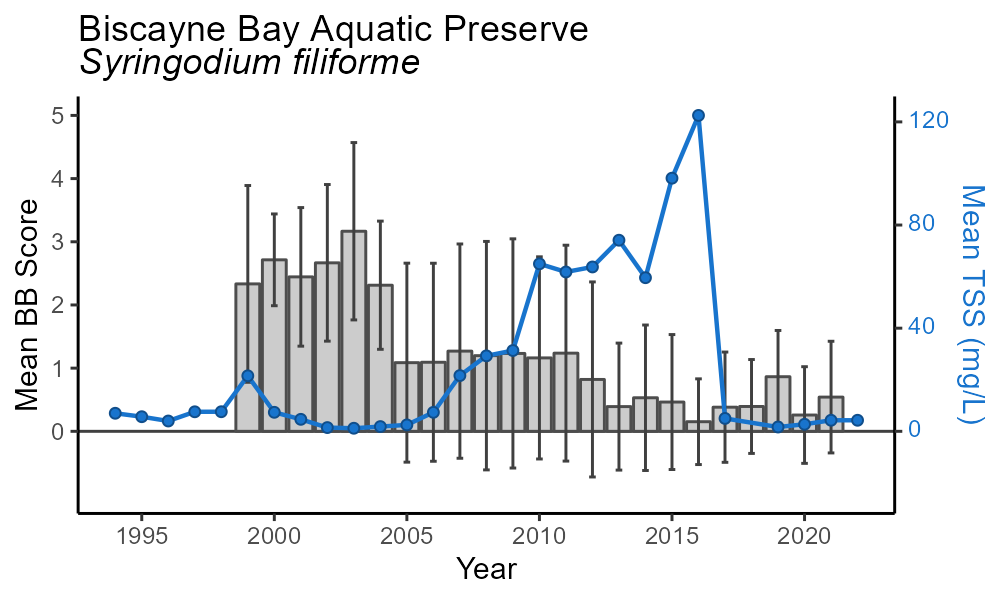 Biscayne Bay Aquatic Preserve
Syringodium filiforme
Mean BB Score
5
4
3
2
1
0
120
80
40
0
Mean TSS (mg/L)
1995 2000 2005 2010 2015 2020
Year